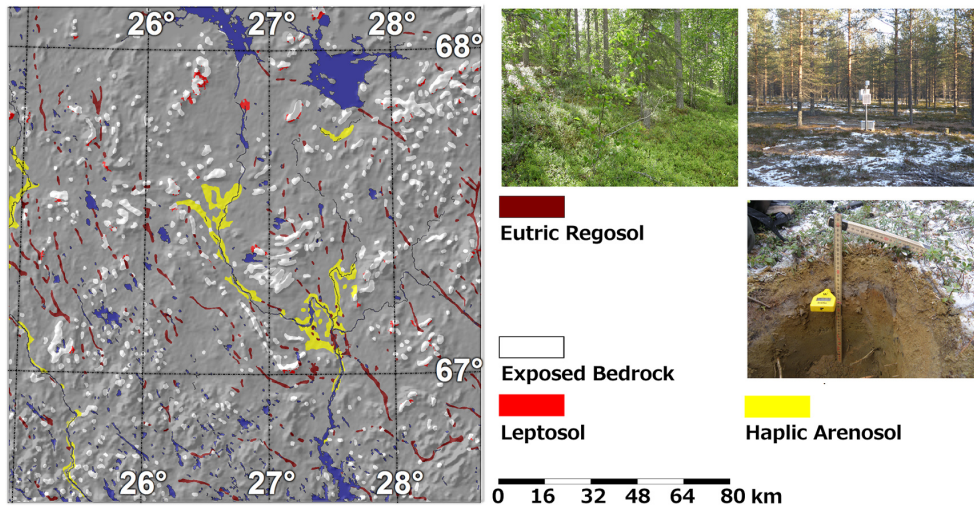 26° 27° 28°
68°
67°
26° 27° 28°
Eutric Regosol
Exposed Bedrock
Leptosol
Haplic Arenosol
0 16 32 48 64 80 km